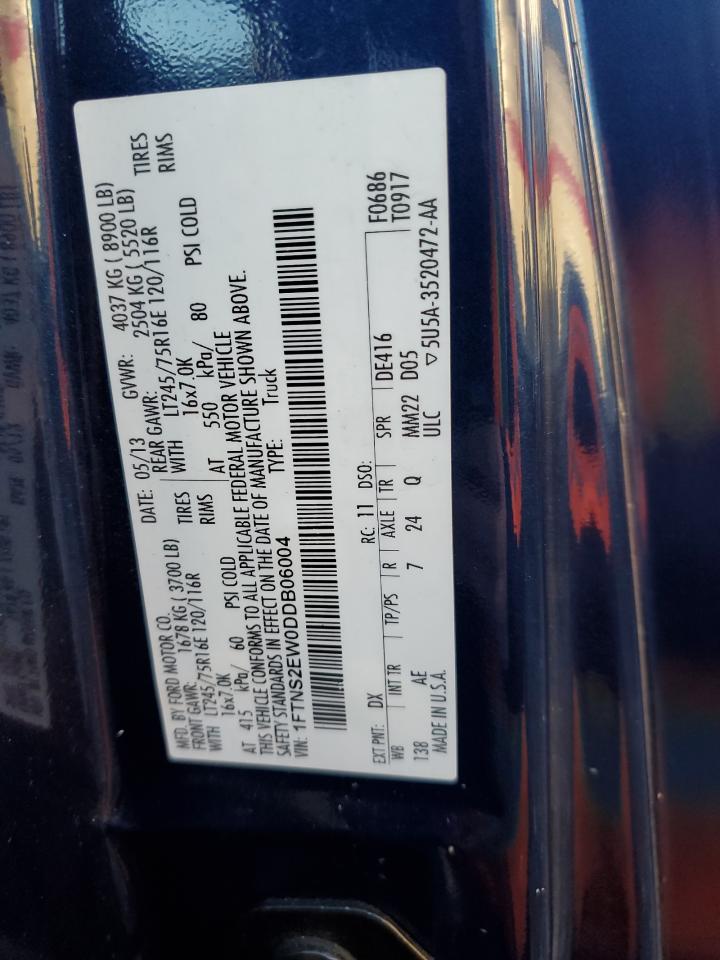 MFD. BY FORD MOTOR CO.
DATE: 05/13 GVWR: 4037 KG ( 8900 LB)
FRONT GAWR: 1678 KG ( 3700 LB) REAR GAWR: 2504 KG ( 5520 LB)
WITH LT245/75R16E 120/116R TIRES WITH LT245/75R16E 120/116R TIRES
16x7.0K RIMS 16x7.0K RIMS
AT 415 kPa/ 60 PSI COLD AT 550 kPa/ 80 PSI COLD
THIS VEHICLE CONFORMS TO ALL APPLICABLE FEDERAL MOTOR VEHICLE
SAFETY STANDARDS IN EFFECT ON THE DATE OF MANUFACTURE SHOWN ABOVE.
VIN: 1FTNS2EW0DDB06004 TYPE: Truck
EXT PNT: DX RC: 11 DSO: F0686
WB INT TR TP/PS R AXLE TR SPR DE416 T0917
138 AE 7 24 Q MM22 D05
MADE IN U.S.A. ULC ▽5U5A-3520472-AA